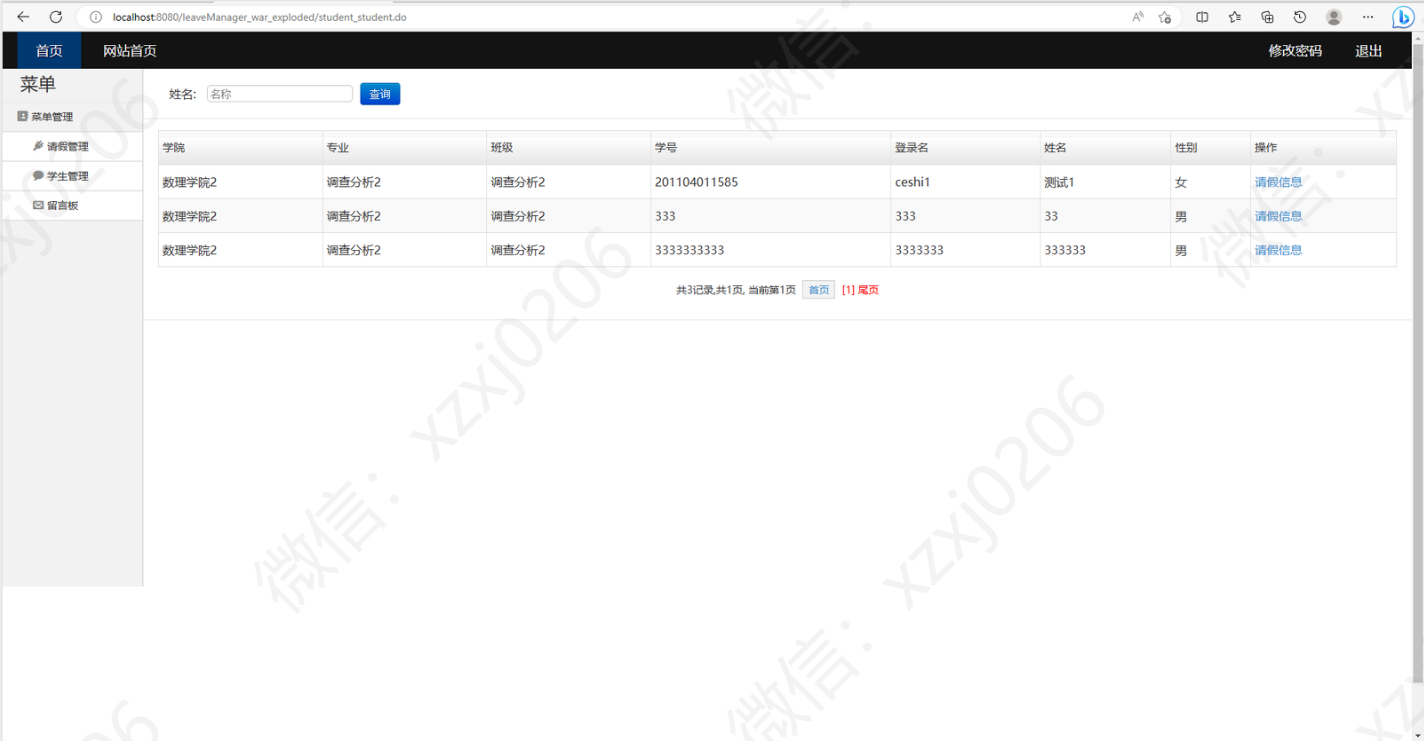 localhost:8080/leaveManager_war_exploded/student_student.do
首页 网站首页 修改密码 退出
菜单
菜单管理
请假管理
学生管理
留言板
姓名: 名称 查询
学院 专业 班级 学号 登录名 姓名 性别 操作
数理学院2 调查分析2 调查分析2 201104011585 ceshi1 测试1 女 请假信息
数理学院2 调查分析2 调查分析2 333 333 33 男 请假信息
数理学院2 调查分析2 调查分析2 3333333333 3333333 333333 男 请假信息
共3记录,共1页, 当前第1页 首页 [1] 尾页
微信: xzxj0206
微信: xzxj0206